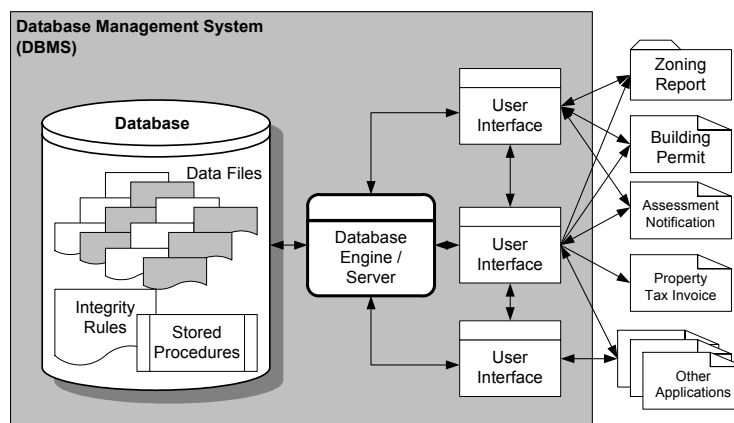 Database Management System
(DBMS)
Database
Data Files
Integrity
Rules
Stored
Procedures
Database
Engine /
Server
User
Interface
User
Interface
User
Interface
Zoning
Report
Building
Permit
Assessment
Notification
Property
Tax Invoice
Other
Applications